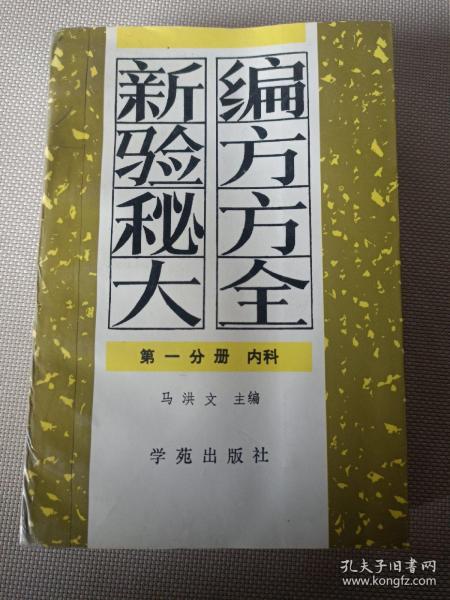 新编
验方
秘方
大全
第一分册 内科
马洪文 主编
学苑出版社
孔夫子旧书网
www.kongfz.com